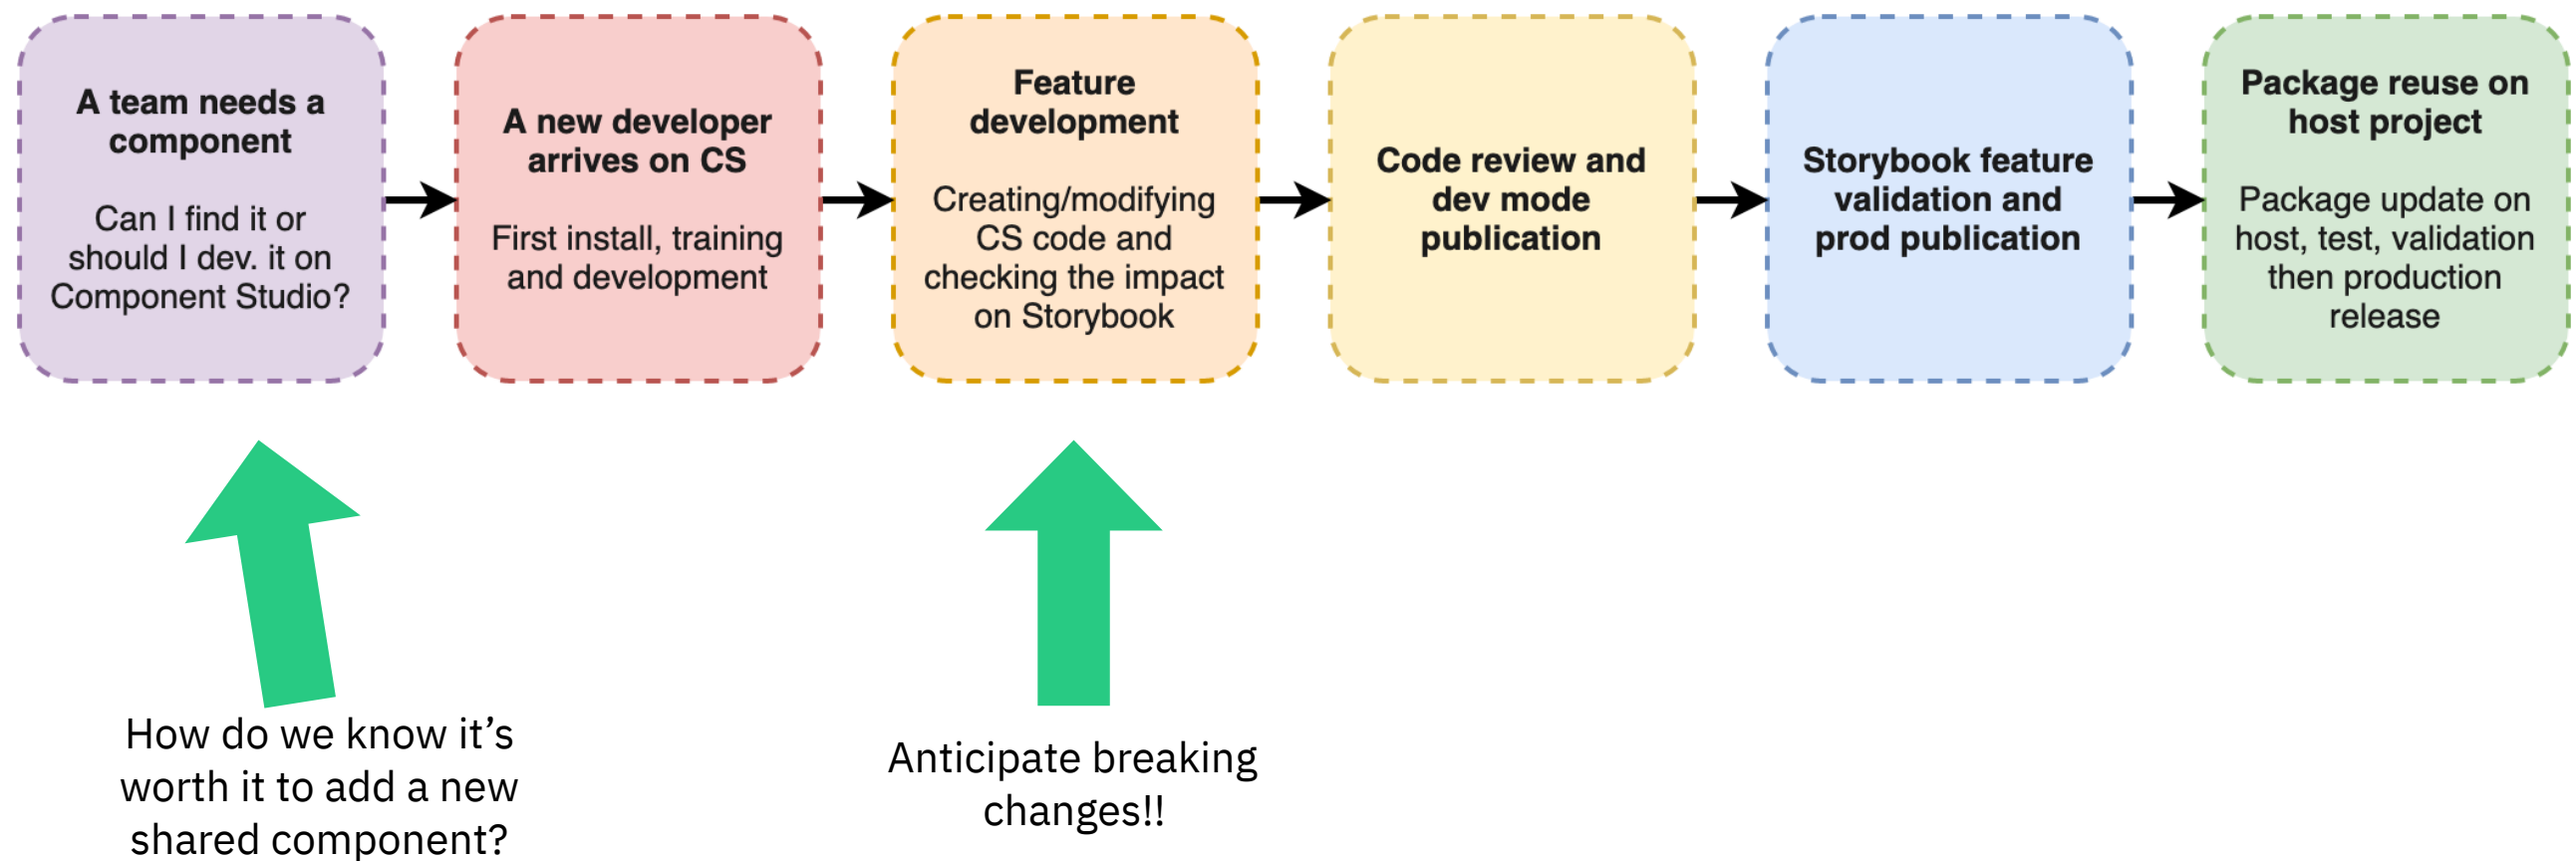 A team needs a
component
Can I find it or
should I dev. it on
Component Studio?
A new developer
arrives on CS
First install, training
and development
Feature
development
Creating/modifying
CS code and
checking the impact
on Storybook
Code review and
dev mode
publication
Storybook feature
validation and
prod publication
Package reuse on
host project
Package update on
host, test, validation
then production
release
How do we know it’s
worth it to add a new
shared component?
Anticipate breaking
changes!!